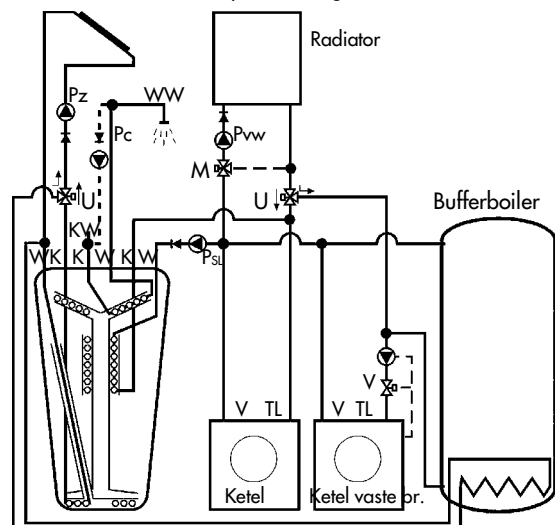 Radiator
Pz
WW
Pc
Pvw
M
U
U
Bufferboiler
KW
W K K W K W
PSL
V
V TL
V TL
Ketel
Ketel vaste br.